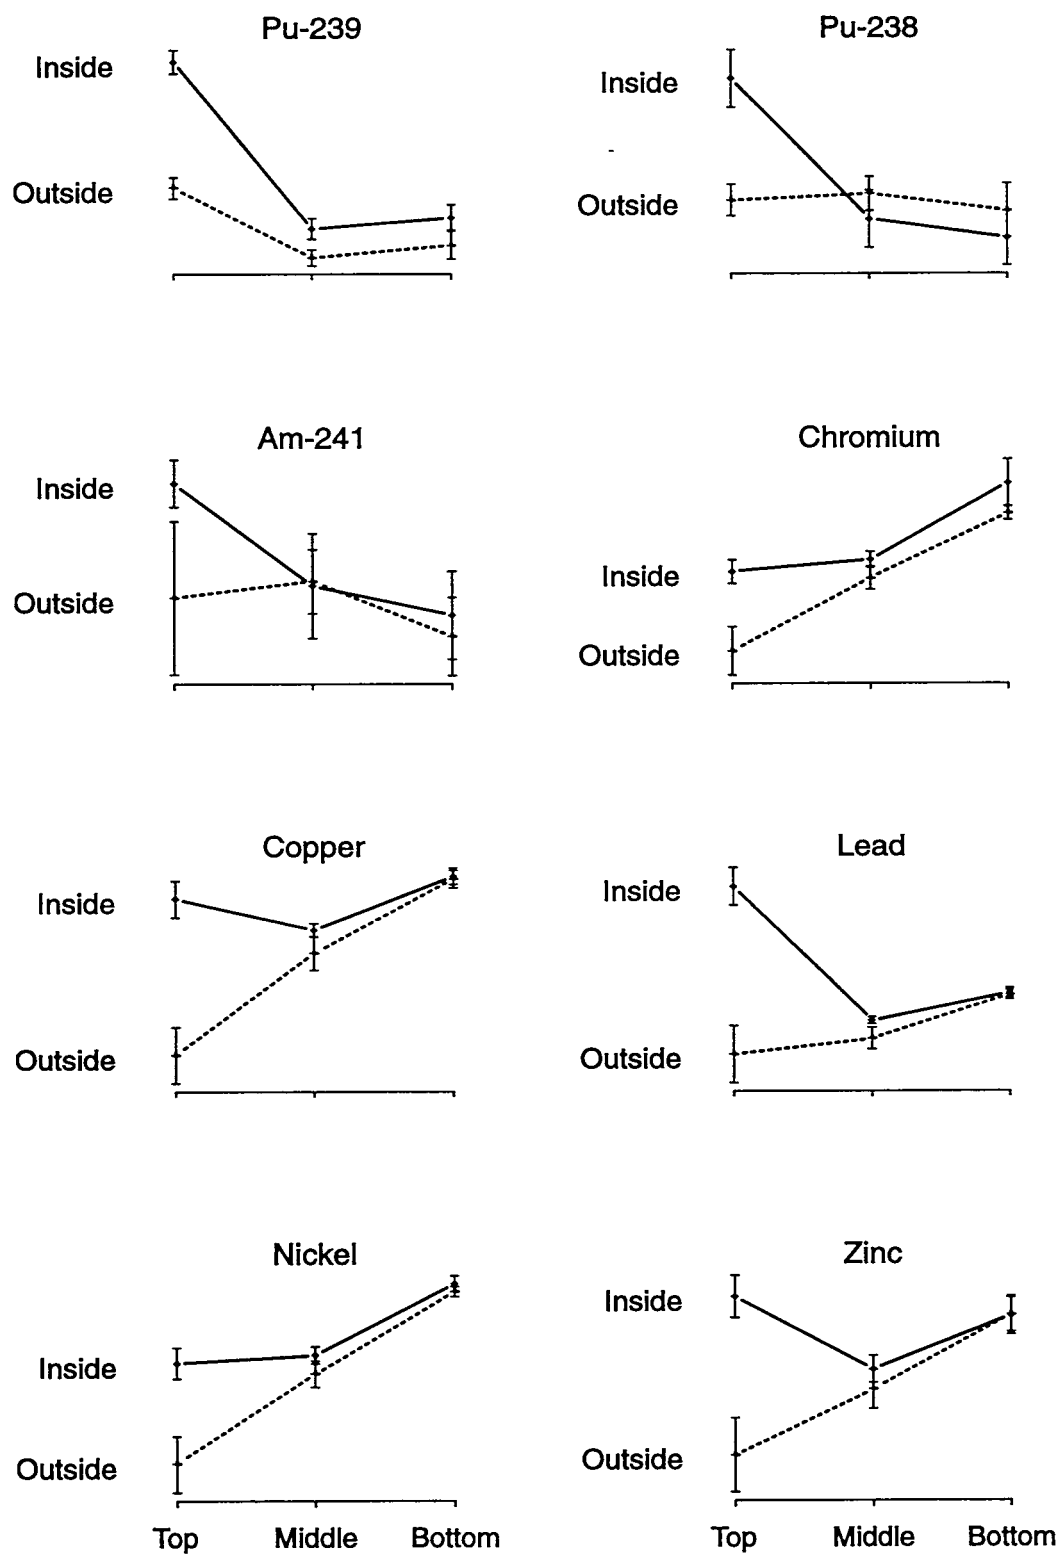 Pu-239
Pu-238
Inside
Outside
Inside
Outside
Am-241
Chromium
Inside
Outside
Inside
Outside
Copper
Lead
Inside
Outside
Inside
Outside
Nickel
Zinc
Inside
Outside
Inside
Outside
Top Middle Bottom
Top Middle Bottom